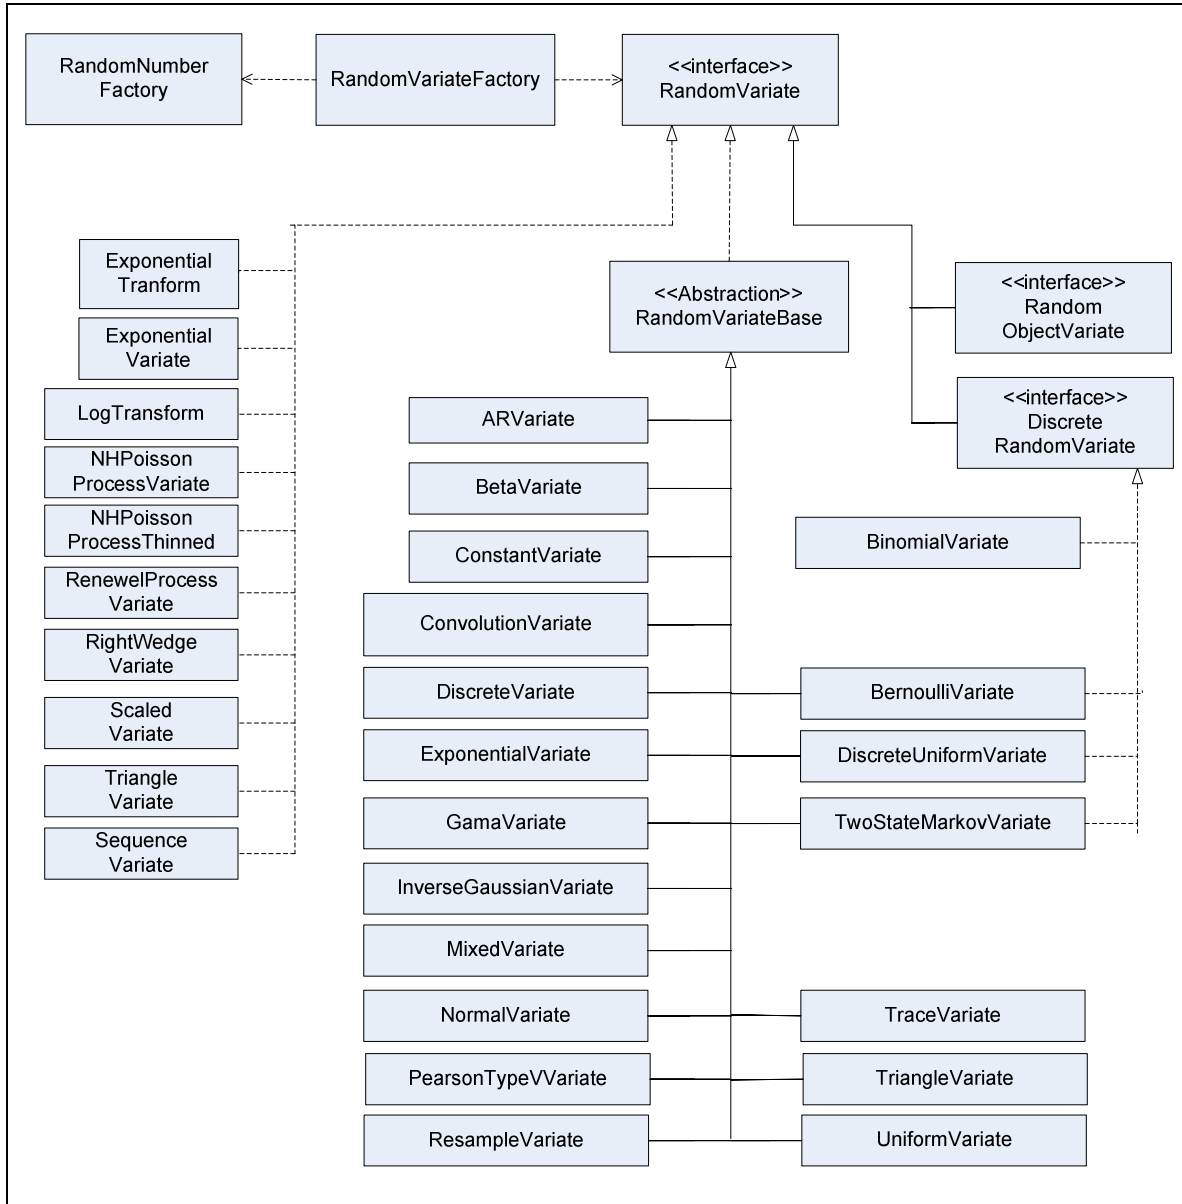 RandomNumber
Factory
RandomVariateFactory
<<interface>>
RandomVariate
Exponential
Tranform
Exponential
Variate
LogTransform
NHPoisson
ProcessVariate
NHPoisson
ProcessThinned
RenewelProcess
Variate
RightWedge
Variate
Scaled
Variate
Triangle
Variate
Sequence
Variate
<<Abstraction>>
RandomVariateBase
<<interface>>
Random
ObjectVariate
<<interface>>
Discrete
RandomVariate
ARVariate
BetaVariate
ConstantVariate
ConvolutionVariate
DiscreteVariate
ExponentialVariate
GamaVariate
InverseGaussianVariate
MixedVariate
NormalVariate
PearsonTypeVVariate
ResampleVariate
BinomialVariate
BernoulliVariate
DiscreteUniformVariate
TwoStateMarkovVariate
TraceVariate
TriangleVariate
UniformVariate